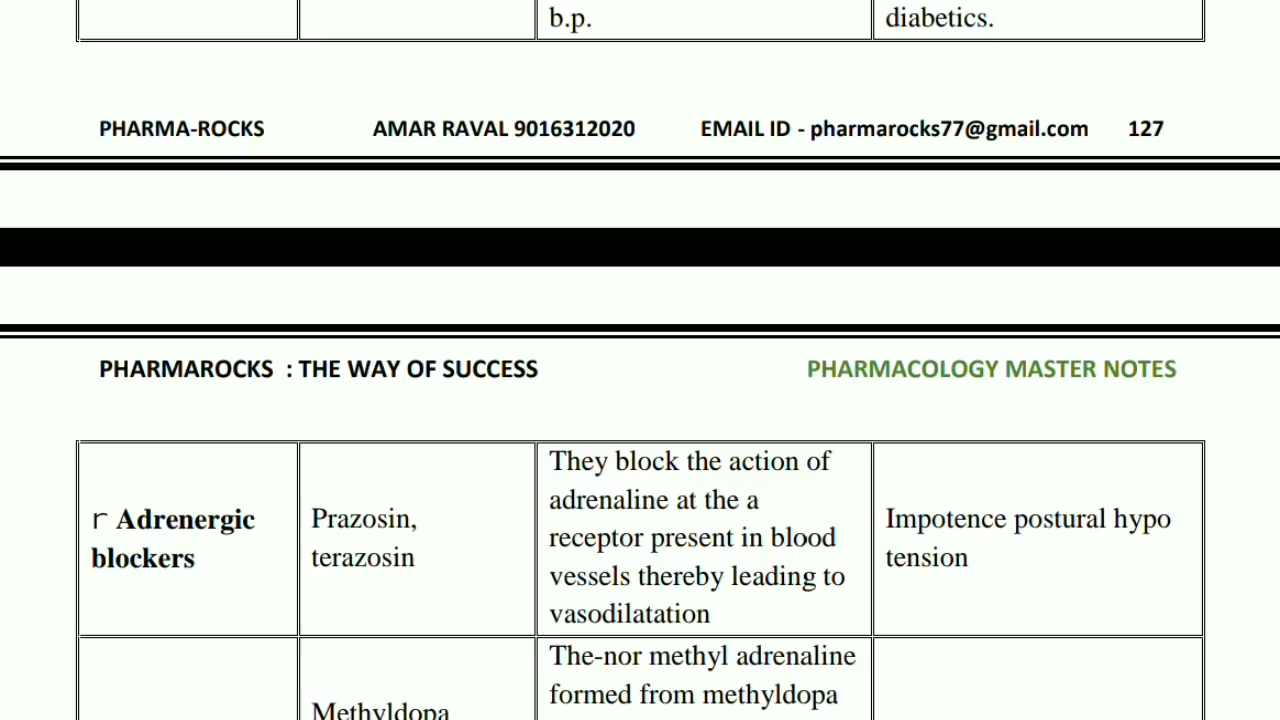 b.p.
diabetics.
PHARMA-ROCKS AMAR RAVAL 9016312020 EMAIL ID - pharmarocks77@gmail.com 127
PHARMAROCKS : THE WAY OF SUCCESS PHARMACOLOGY MASTER NOTES
r Adrenergic
blockers
Prazosin,
terazosin
They block the action of
adrenaline at the a
receptor present in blood
vessels thereby leading to
vasodilatation
Impotence postural hypo
tension
Methyldopa
The-nor methyl adrenaline
formed from methyldopa